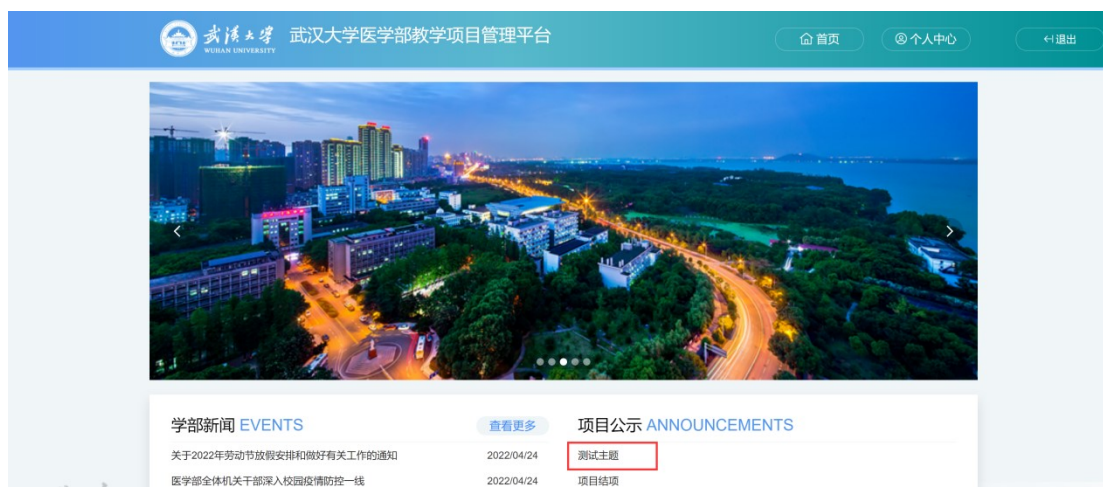 武汉大学 武汉大学医学部教学项目管理平台 首页 个人中心 退出
WUHAN UNIVERSITY
学部新闻 EVENTS 查看更多
关于2022年劳动节放假安排和做好有关工作的通知 2022/04/24
医学部全体机关干部深入校园疫情防控一线 2022/04/24
项目公示 ANNOUNCEMENTS
测试主题
项目结项